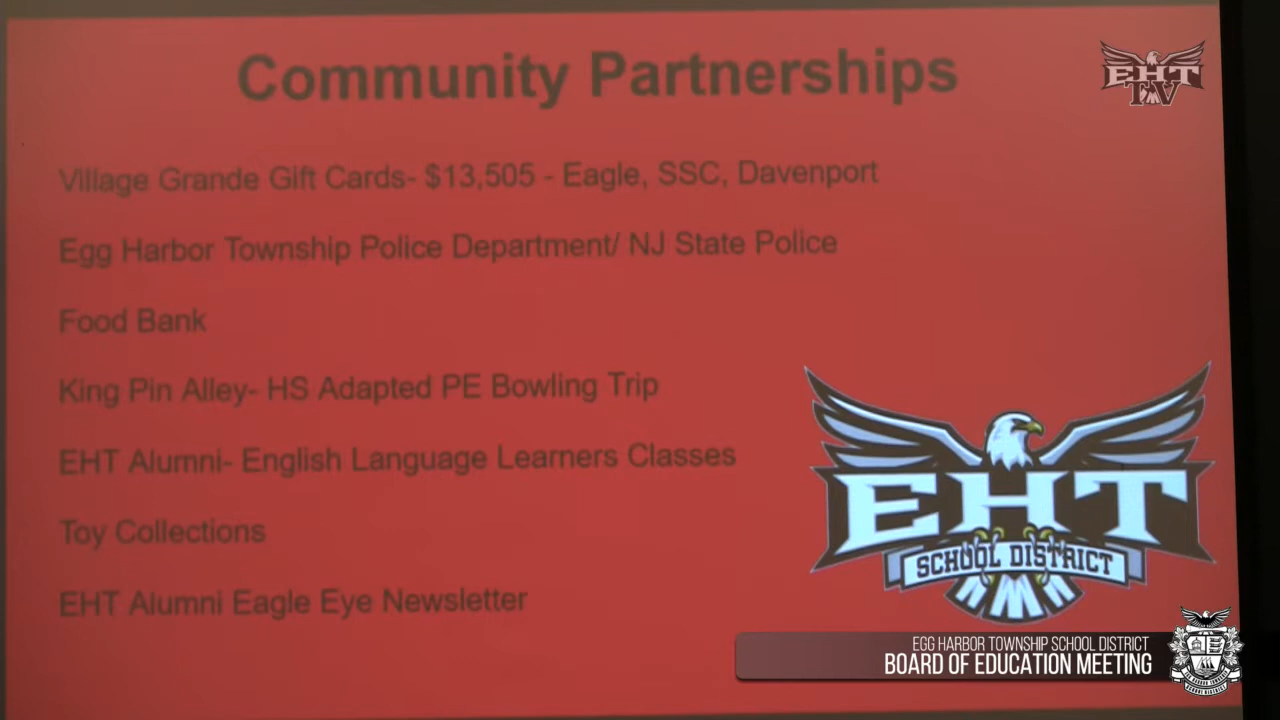 Community Partnerships
EHT
TV
Village Grande Gift Cards- $13,505 - Eagle, SSC, Davenport
Egg Harbor Township Police Department/ NJ State Police
Food Bank
King Pin Alley- HS Adapted PE Bowling Trip
EHT Alumni- English Language Learners Classes
Toy Collections
EHT Alumni Eagle Eye Newsletter
EHT
SCHOOL DISTRICT
EGG HARBOR TOWNSHIP SCHOOL DISTRICT
BOARD OF EDUCATION MEETING